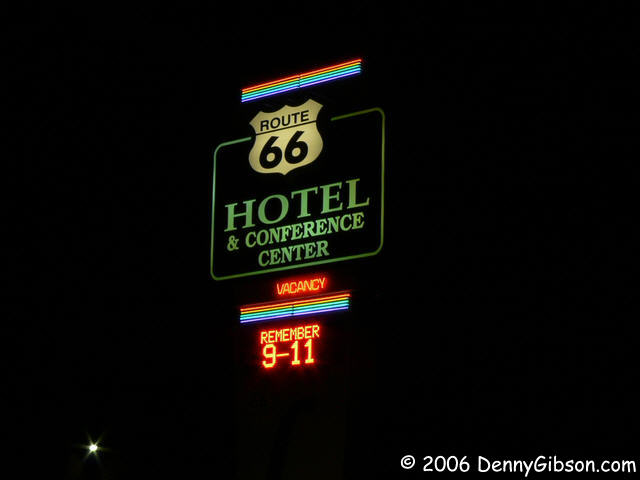 ROUTE
66
HOTEL
& CONFERENCE
CENTER
VACANCY
REMEMBER
9-11
© 2006 DennyGibson.com